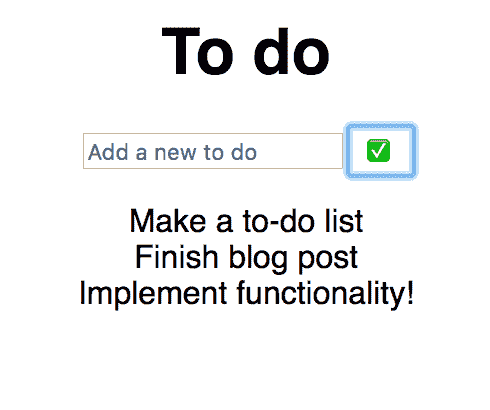 To do
Add a new to do
✅
Make a to-do list
Finish blog post
Implement functionality!